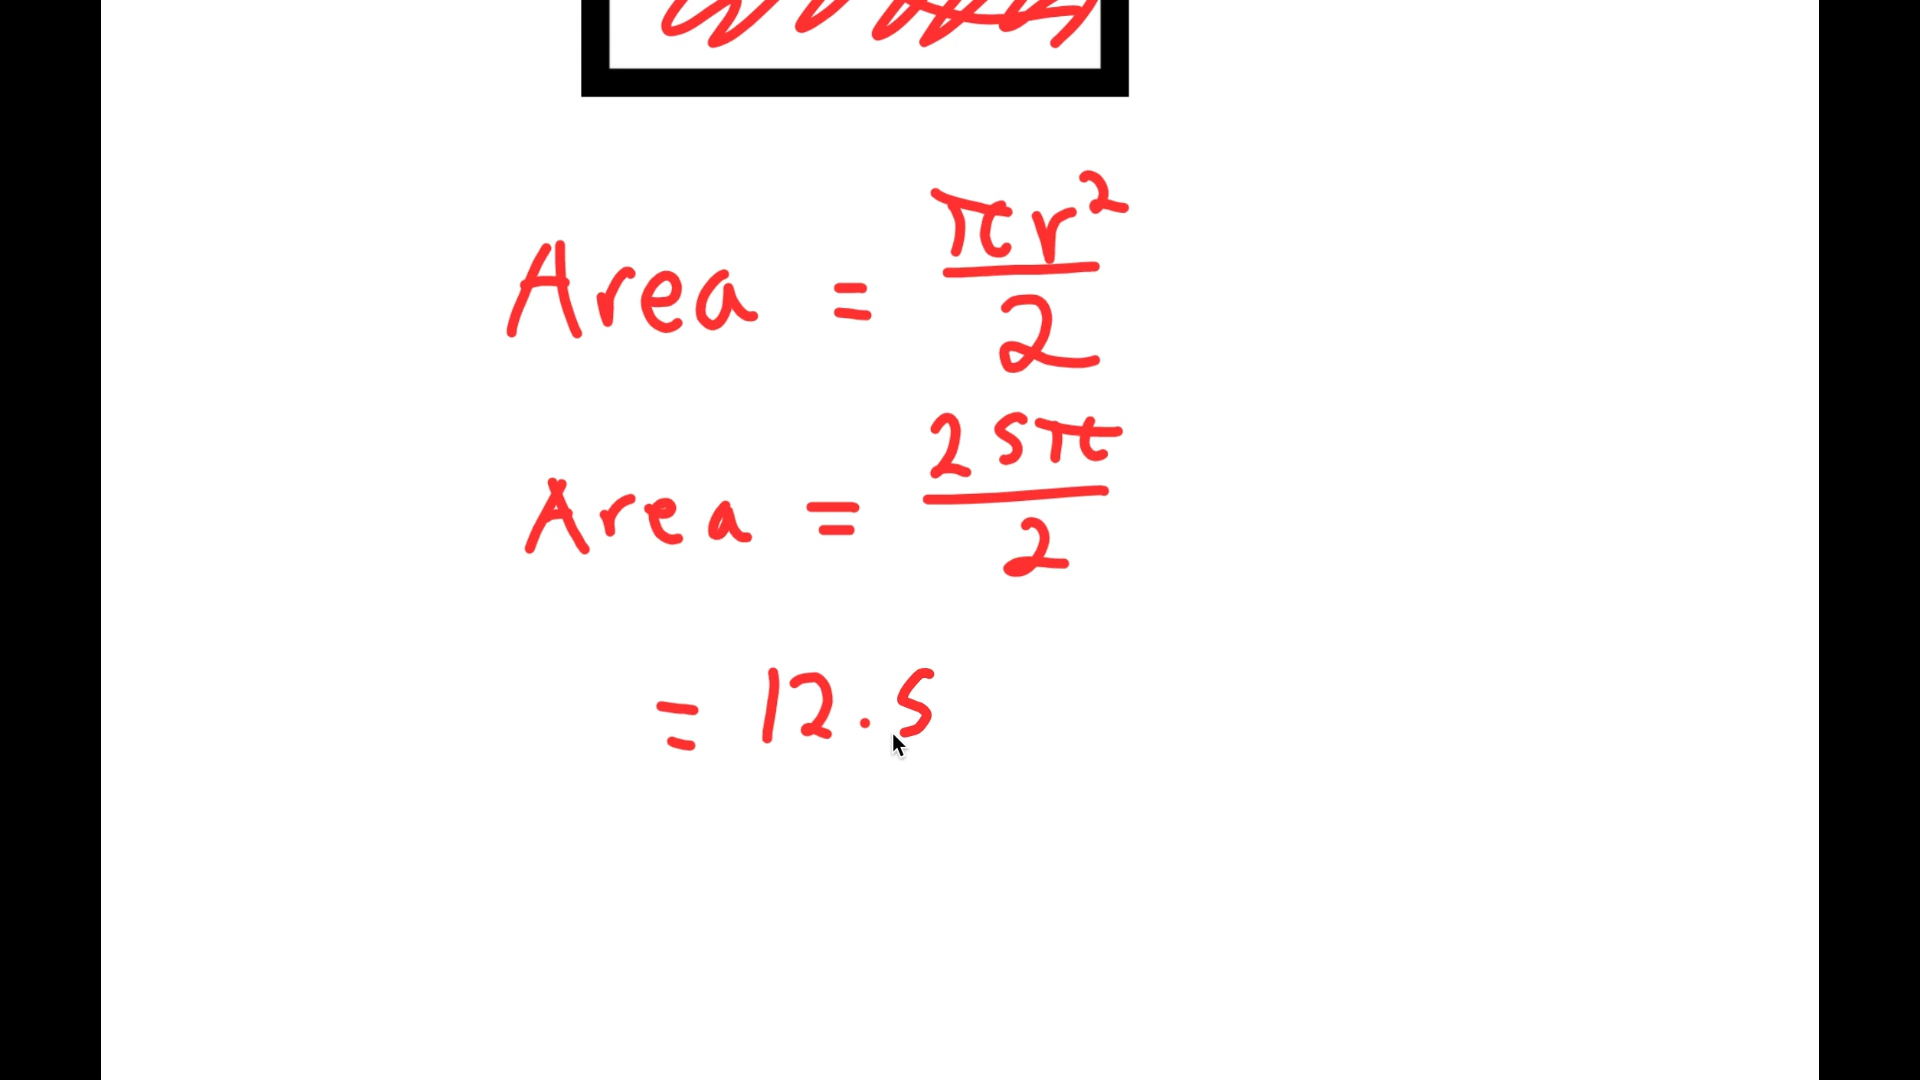 Area = πr²/2
Area = 25π/2
= 12.5